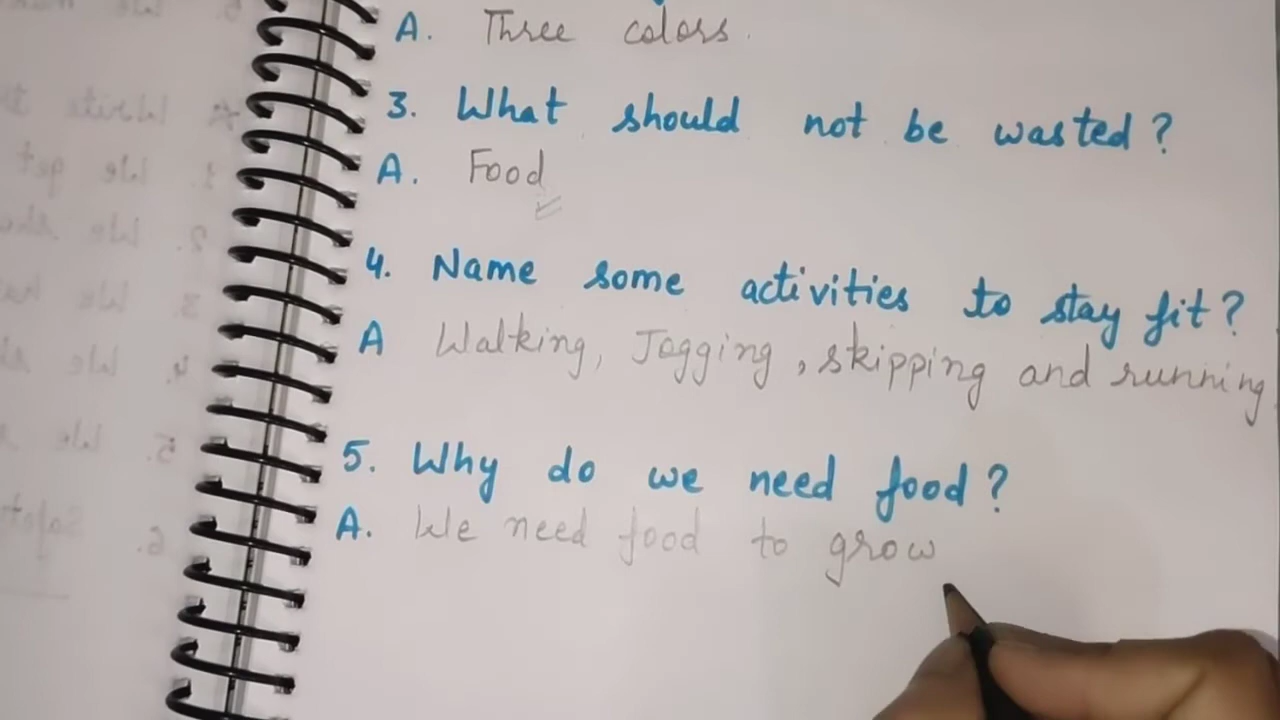 A. Three colors.
3. What should not be wasted?
A. Food
4. Name some activities to stay fit?
A Walking, Jogging, skipping and running
5. Why do we need food?
A. We need food to grow